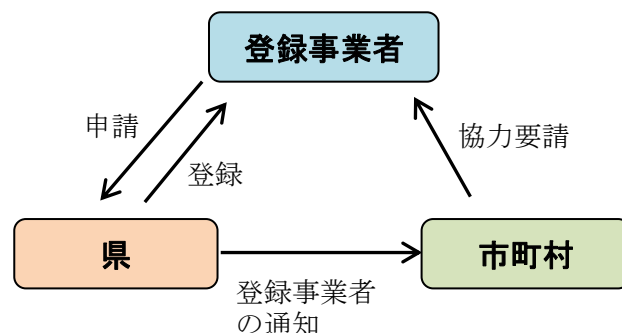 登録事業者
申請
登録
協力要請
県
市町村
登録事業者
の通知